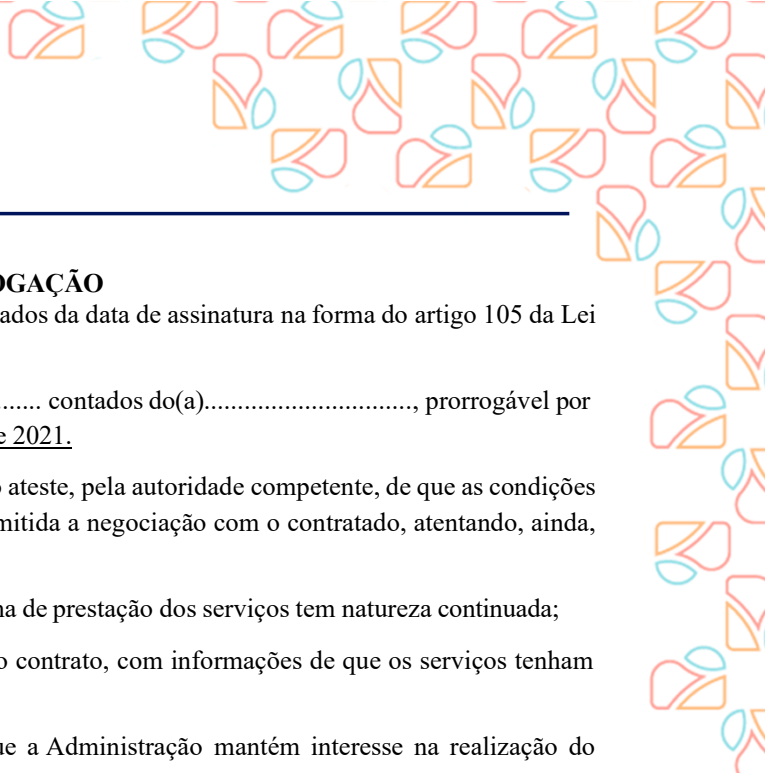 OGAÇÃO
ados da data de assinatura na forma do artigo 105 da Lei
....... contados do(a)................................, prorrogável por
e 2021.
o ateste, pela autoridade competente, de que as condições
mitida a negociação com o contratado, atentando, ainda,
na de prestação dos serviços tem natureza continuada;
o contrato, com informações de que os serviços tenham
ue a Administração mantém interesse na realização do